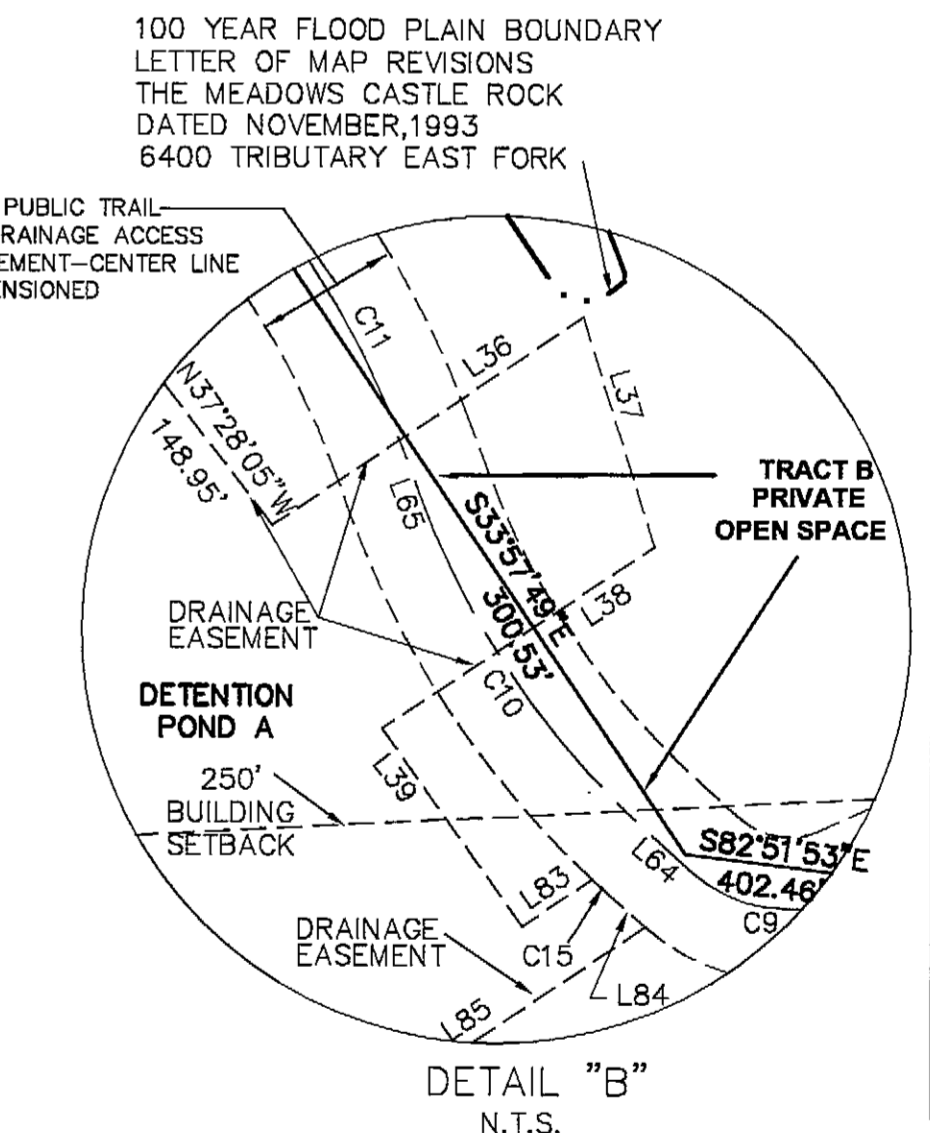 100 YEAR FLOOD PLAIN BOUNDARY
LETTER OF MAP REVISIONS
THE MEADOWS CASTLE ROCK
DATED NOVEMBER,1993
6400 TRIBUTARY EAST FORK
PUBLIC TRAIL
RAINAGE ACCESS
EMENT-CENTER LINE
ENSIONED
C11
L36
L37
N37°28'05"W
148.95'
L65
TRACT B
PRIVATE
OPEN SPACE
S33°57'49"E
300.53'
L38
DRAINAGE
EASEMENT
C10
DETENTION
POND A
L39
250'
BUILDING
SETBACK
L64
S82°51'53"E
402.46'
C9
L83
DRAINAGE
EASEMENT
C15
L84
L85
DETAIL "B"
N.T.S.